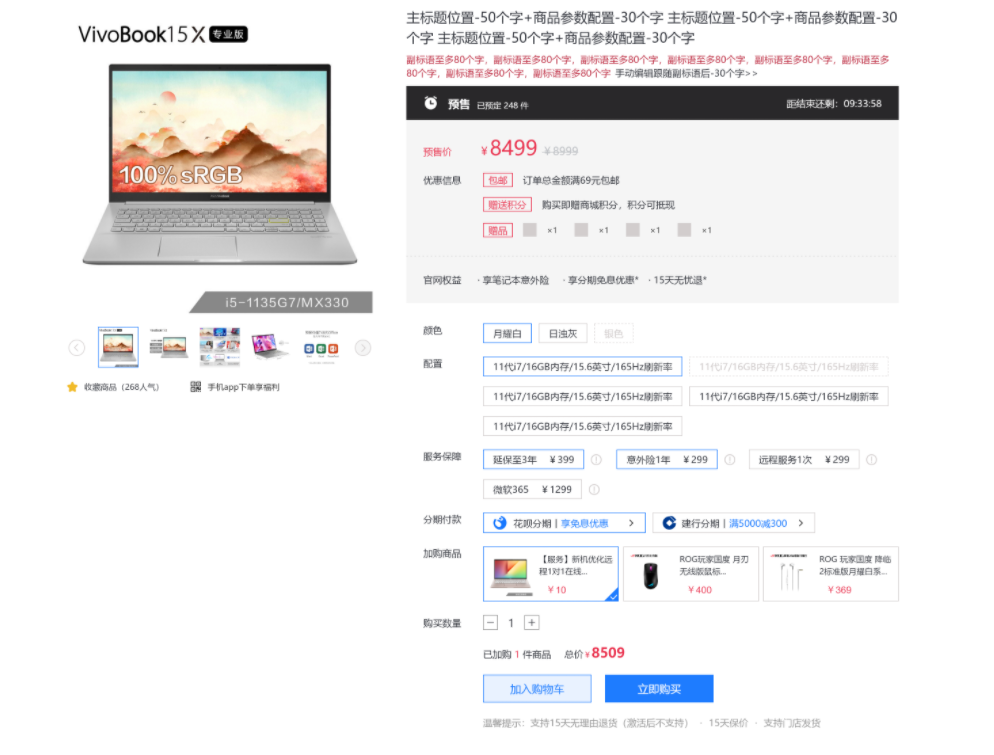 VivoBook15 X 专业版
100% sRGB
i5-1135G7/MX330
收藏商品（268人气）
手机app下单享福利
主标题位置-50个字+商品参数配置-30个字 主标题位置-50个字+商品参数配置-30
个字 主标题位置-50个字+商品参数配置-30个字
副标语至多80个字，副标语至多80个字，副标语至多80个字，副标语至多80个字，副标语至多80个字，副标语至多
80个字，副标语至多80个字，副标语至多80个字 手动编辑跟随副标语后-30个字>>
预售 已预定 248 件 距结束还剩：09:33:58
预售价 ¥8499 ¥8999
优惠信息 包邮 订单总金额满69元包邮
赠送积分 购买即赠商城积分，积分可抵现
赠品 ×1 ×1 ×1 ×1
官网权益 ·享笔记本意外险 ·享分期免息优惠* ·15天无忧退*
颜色 月耀白 日浊灰 银色
配置 11代i7/16GB内存/15.6英寸/165Hz刷新率 11代i7/16GB内存/15.6英寸/165Hz刷新率
11代i7/16GB内存/15.6英寸/165Hz刷新率 11代i7/16GB内存/15.6英寸/165Hz刷新率
11代i7/16GB内存/15.6英寸/165Hz刷新率
服务保障 延保至3年 ¥399 意外险1年 ¥299 远程服务1次 ¥299
微软365 ¥1299
分期付款 花呗分期 | 享免息优惠 > 建行分期 | 满5000减300 >
加购商品 【服务】新机优化远 ROG玩家国度 月刃 ROG 玩家国度 降临
程1对1在线... 无线版鼠标... 2标准版月耀白系...
¥10 ¥400 ¥369
购买数量 − 1 +
已加购 1 件商品 总价 ¥8509
加入购物车 立即购买
温馨提示：支持15天无理由退货（激活后不支持） · 15天保价 · 支持门店发货